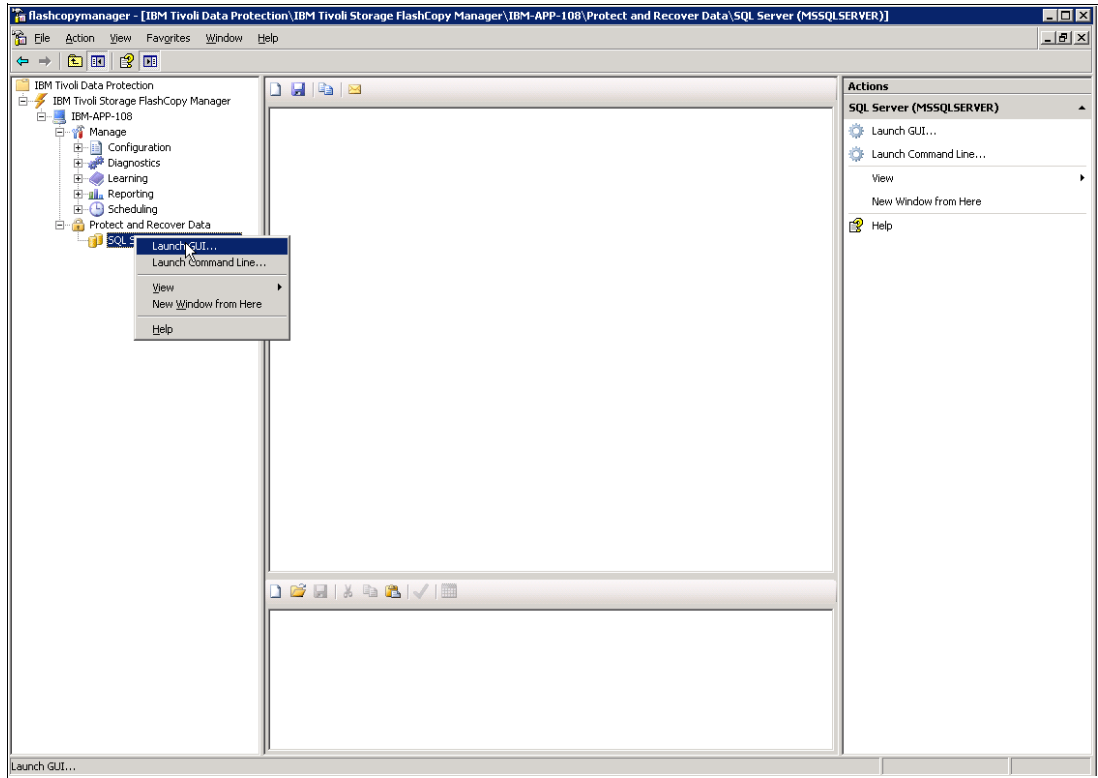 flashcopymanager - [IBM Tivoli Data Protection\IBM Tivoli Storage FlashCopy Manager\IBM-APP-108\Protect and Recover Data\SQL Server (MSSQLSERVER)]
File Action View Favorites Window Help
IBM Tivoli Data Protection
IBM Tivoli Storage FlashCopy Manager
IBM-APP-108
Manage
Configuration
Diagnostics
Learning
Reporting
Scheduling
Protect and Recover Data
SQL S
Launch GUI...
Launch Command Line...
View
New Window from Here
Help
Actions
SQL Server (MSSQLSERVER)
Launch GUI...
Launch Command Line...
View
New Window from Here
Help
Launch GUI...